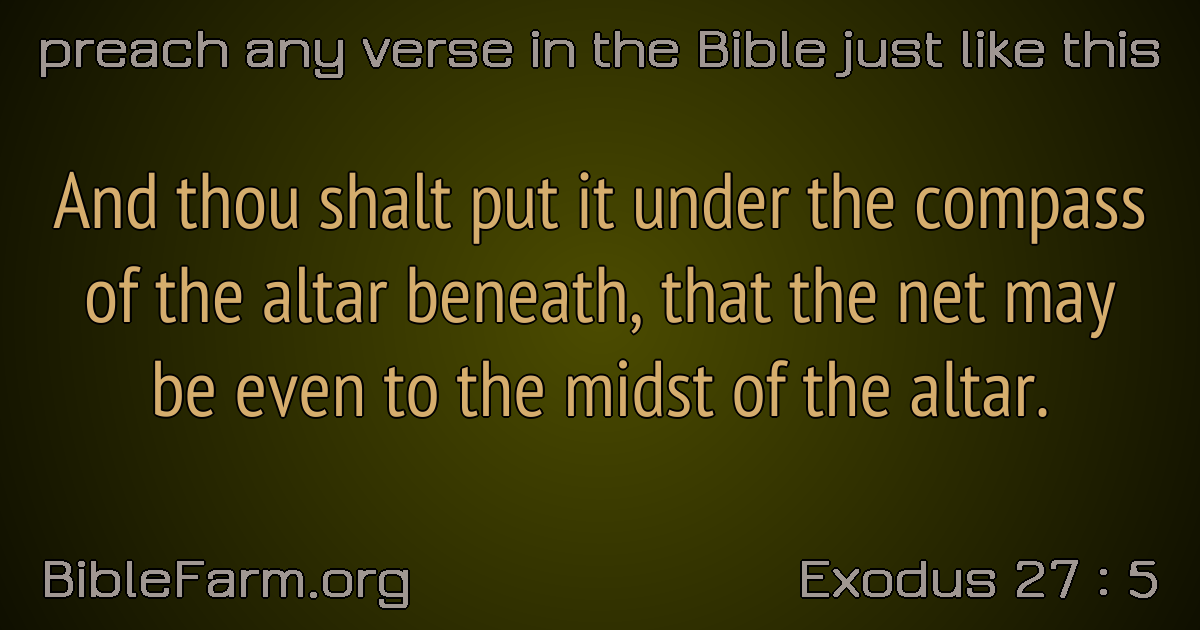 preach any verse in the Bible just like this
And thou shalt put it under the compass
of the altar beneath, that the net may
be even to the midst of the altar.
BibleFarm.org
Exodus 27 : 5